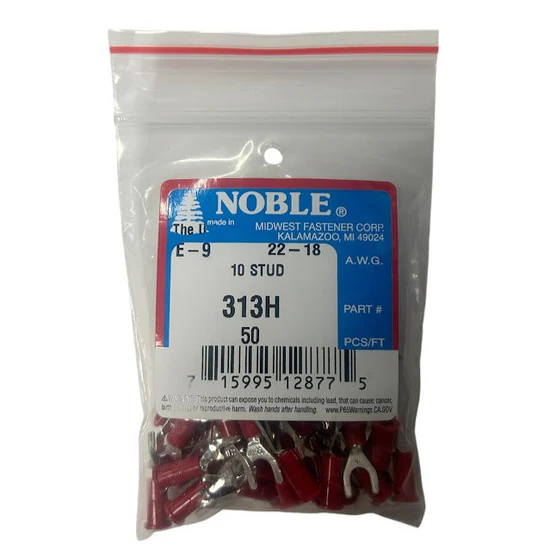 NOBLE ®
made in
The U
MIDWEST FASTENER CORP.
KALAMAZOO, MI 49024
E-9 22-18 A.W.G.
10 STUD
313H PART #
50 PCS/FT
7 15995 12877 5
This product can expose you to chemicals including lead, that can cause cancer,
birth reproductive harm. Wash hands after handling. www.P65Warnings.CA.GOV